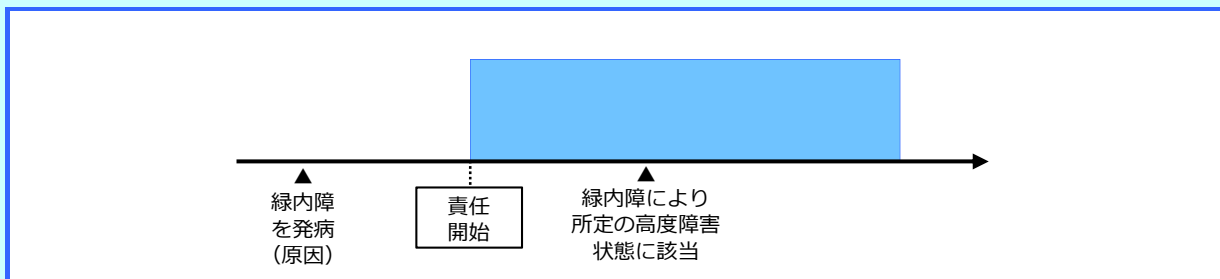 緑内障
を発病
（原因）
責任
開始
緑内障により
所定の高度障害
状態に該当